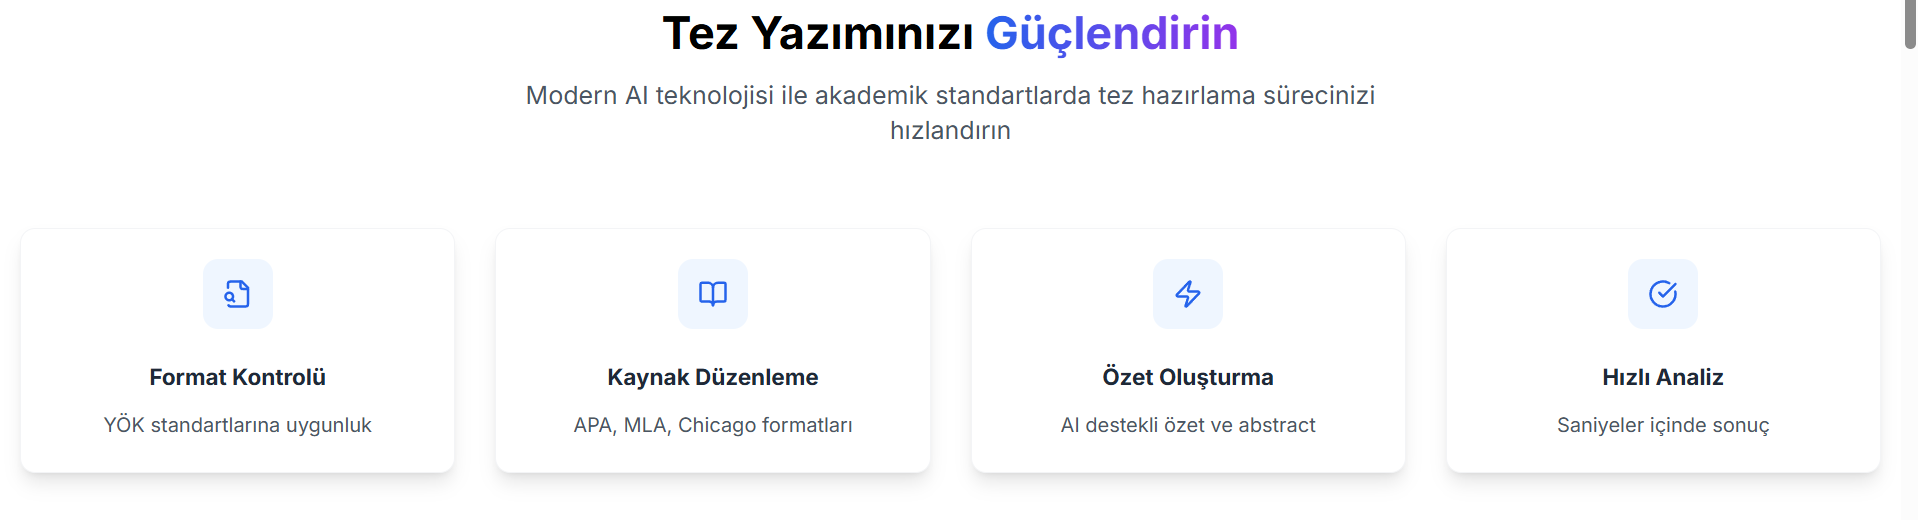 Tez Yazımınızı Güçlendirin
Modern AI teknolojisi ile akademik standartlarda tez hazırlama sürecinizi
hızlandırın
Format Kontrolü
YÖK standartlarına uygunluk
Kaynak Düzenleme
APA, MLA, Chicago formatları
Özet Oluşturma
AI destekli özet ve abstract
Hızlı Analiz
Saniyeler içinde sonuç